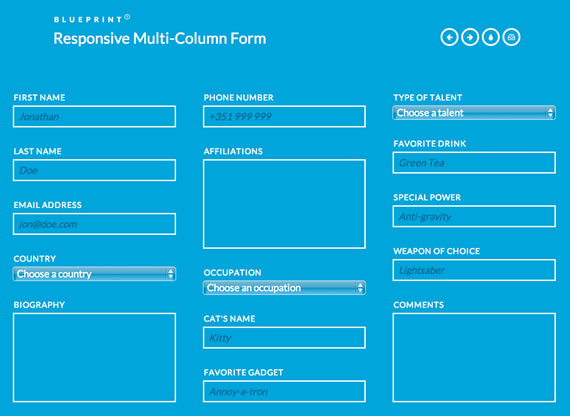 BLUEPRINT
Responsive Multi-Column Form
FIRST NAME
Jonathan
LAST NAME
Doe
EMAIL ADDRESS
jon@doe.com
COUNTRY
Choose a country
BIOGRAPHY
PHONE NUMBER
+351 999 999
AFFILIATIONS
OCCUPATION
Choose an occupation
CAT'S NAME
Kitty
FAVORITE GADGET
Annoy-a-tron
TYPE OF TALENT
Choose a talent
FAVORITE DRINK
Green Tea
SPECIAL POWER
Anti-gravity
WEAPON OF CHOICE
Lightsaber
COMMENTS